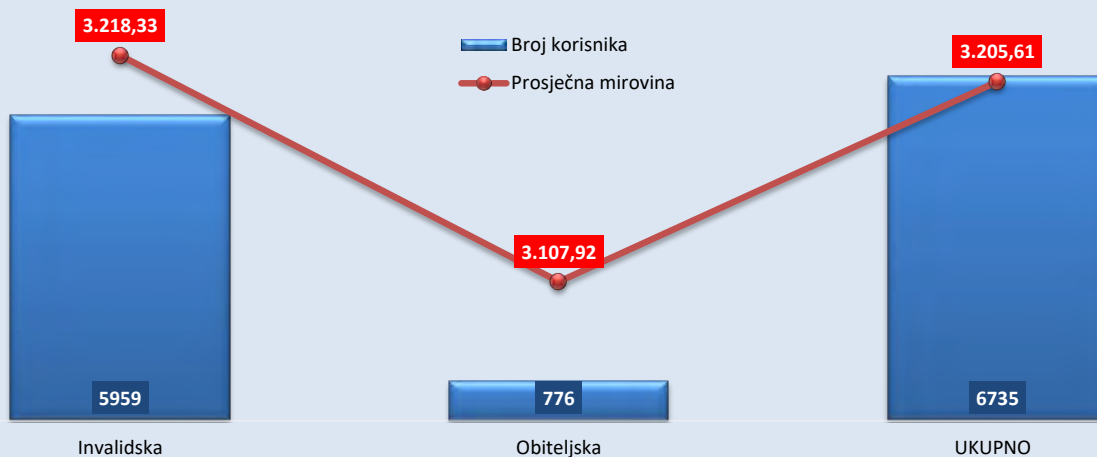 3.218,33
Broj korisnika
3.205,61
Prosječna mirovina
3.107,92
5959
776
6735
Invalidska
Obiteljska
UKUPNO